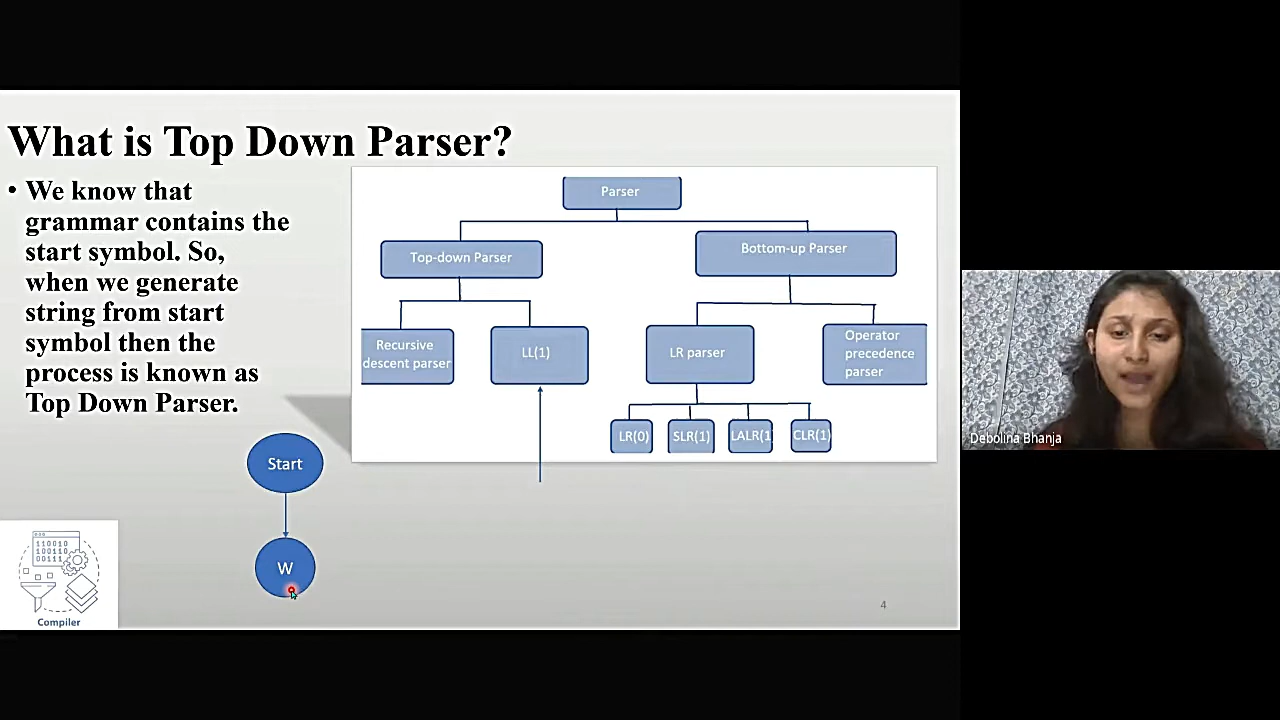 What is Top Down Parser?
• We know that
grammar contains the
start symbol. So,
when we generate
string from start
symbol then the
process is known as
Top Down Parser.
Parser
Top-down Parser
Bottom-up Parser
Recursive
descent parser
LL(1)
LR parser
Operator
precedence
parser
LR(0)
SLR(1)
LALR(1
CLR(1)
Start
W
110010
100110
00111
Compiler
4
Debolina Bhanja